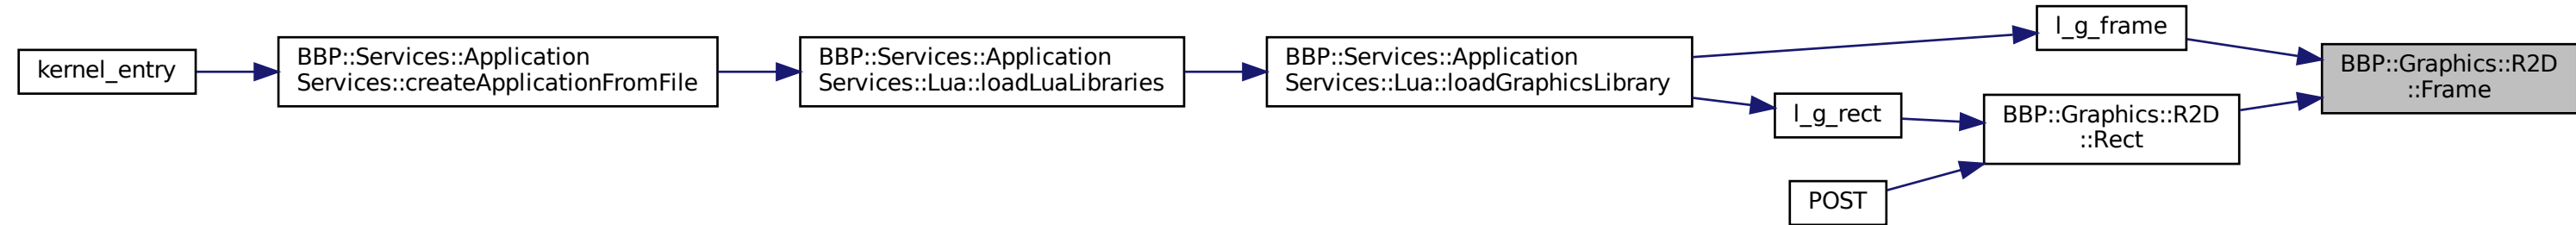 kernel_entry
BBP::Services::Application
Services::createApplicationFromFile
BBP::Services::Application
Services::Lua::loadLuaLibraries
BBP::Services::Application
Services::Lua::loadGraphicsLibrary
l_g_frame
l_g_rect
POST
BBP::Graphics::R2D
::Rect
BBP::Graphics::R2D
::Frame